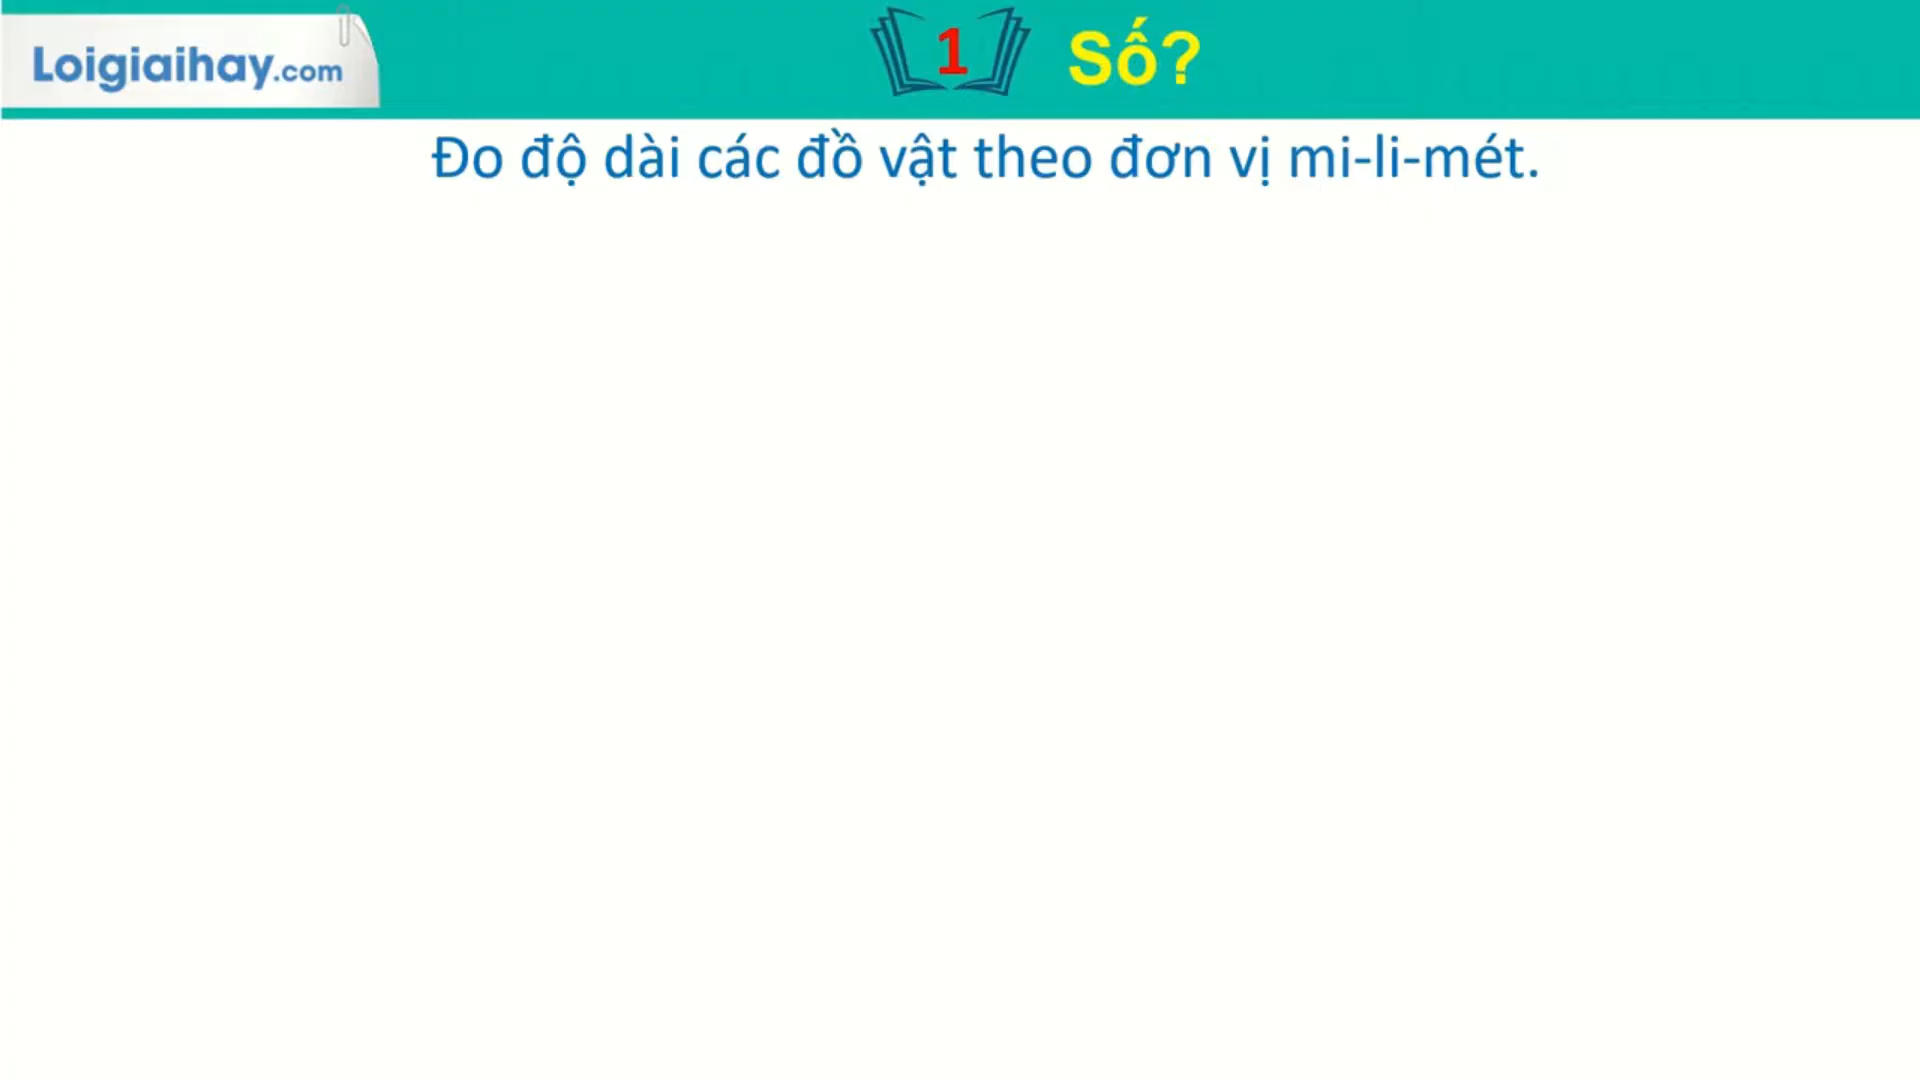 Loigiaihay.com
1 Số?
Đo độ dài các đồ vật theo đơn vị mi-li-mét.